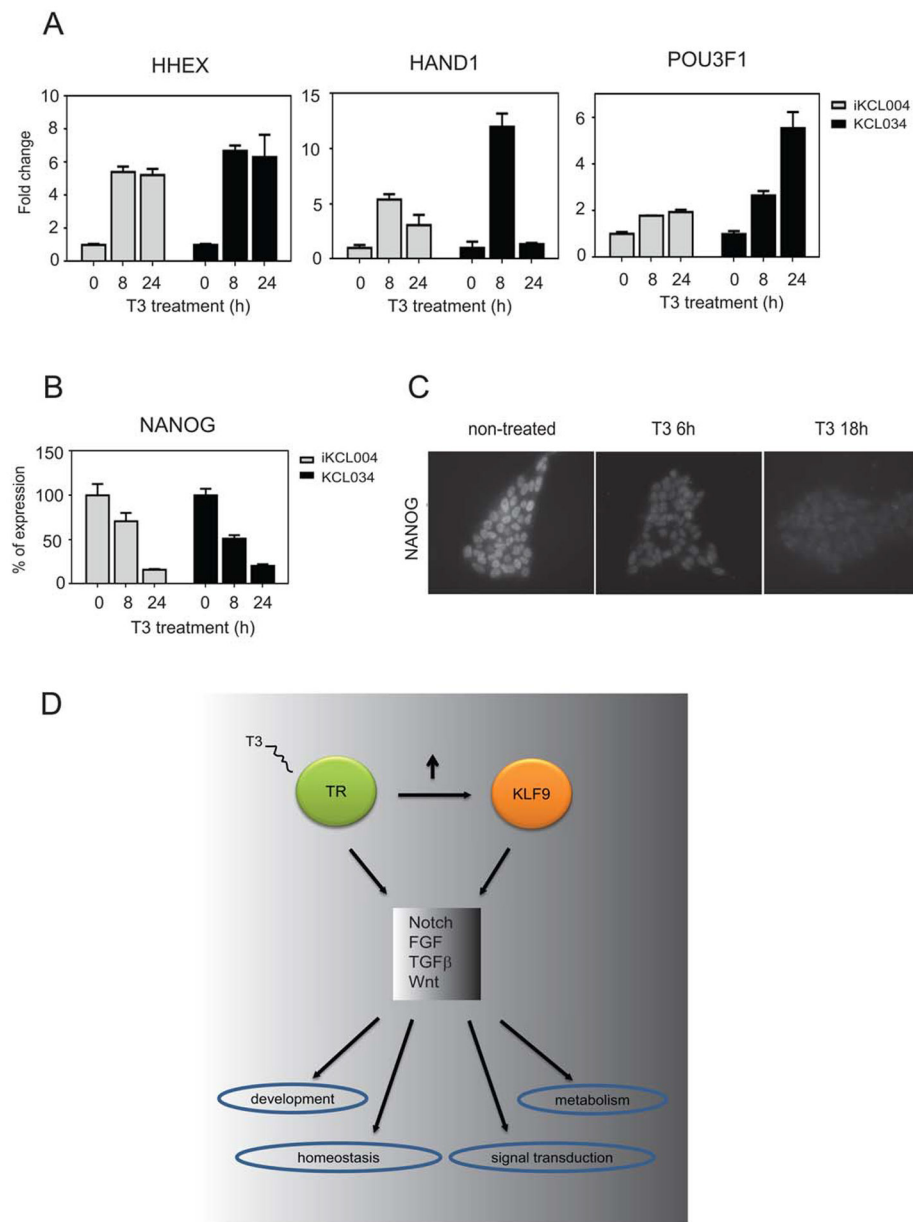 A
HHEX
Fold change
10
8
6
4
2
0
0 8 24 0 8 24
T3 treatment (h)
HAND1
15
10
5
0
0 8 24 0 8 24
T3 treatment (h)
POU3F1
6
4
2
0
0 8 24 0 8 24
T3 treatment (h)
iKCL004
KCL034
B
NANOG
% of expression
150
100
50
0
0 8 24 0 8 24
T3 treatment (h)
iKCL004
KCL034
C
non-treated T3 6h T3 18h
NANOG
D
T3
TR
KLF9
Notch
FGF
TGFβ
Wnt
development
metabolism
homeostasis
signal transduction